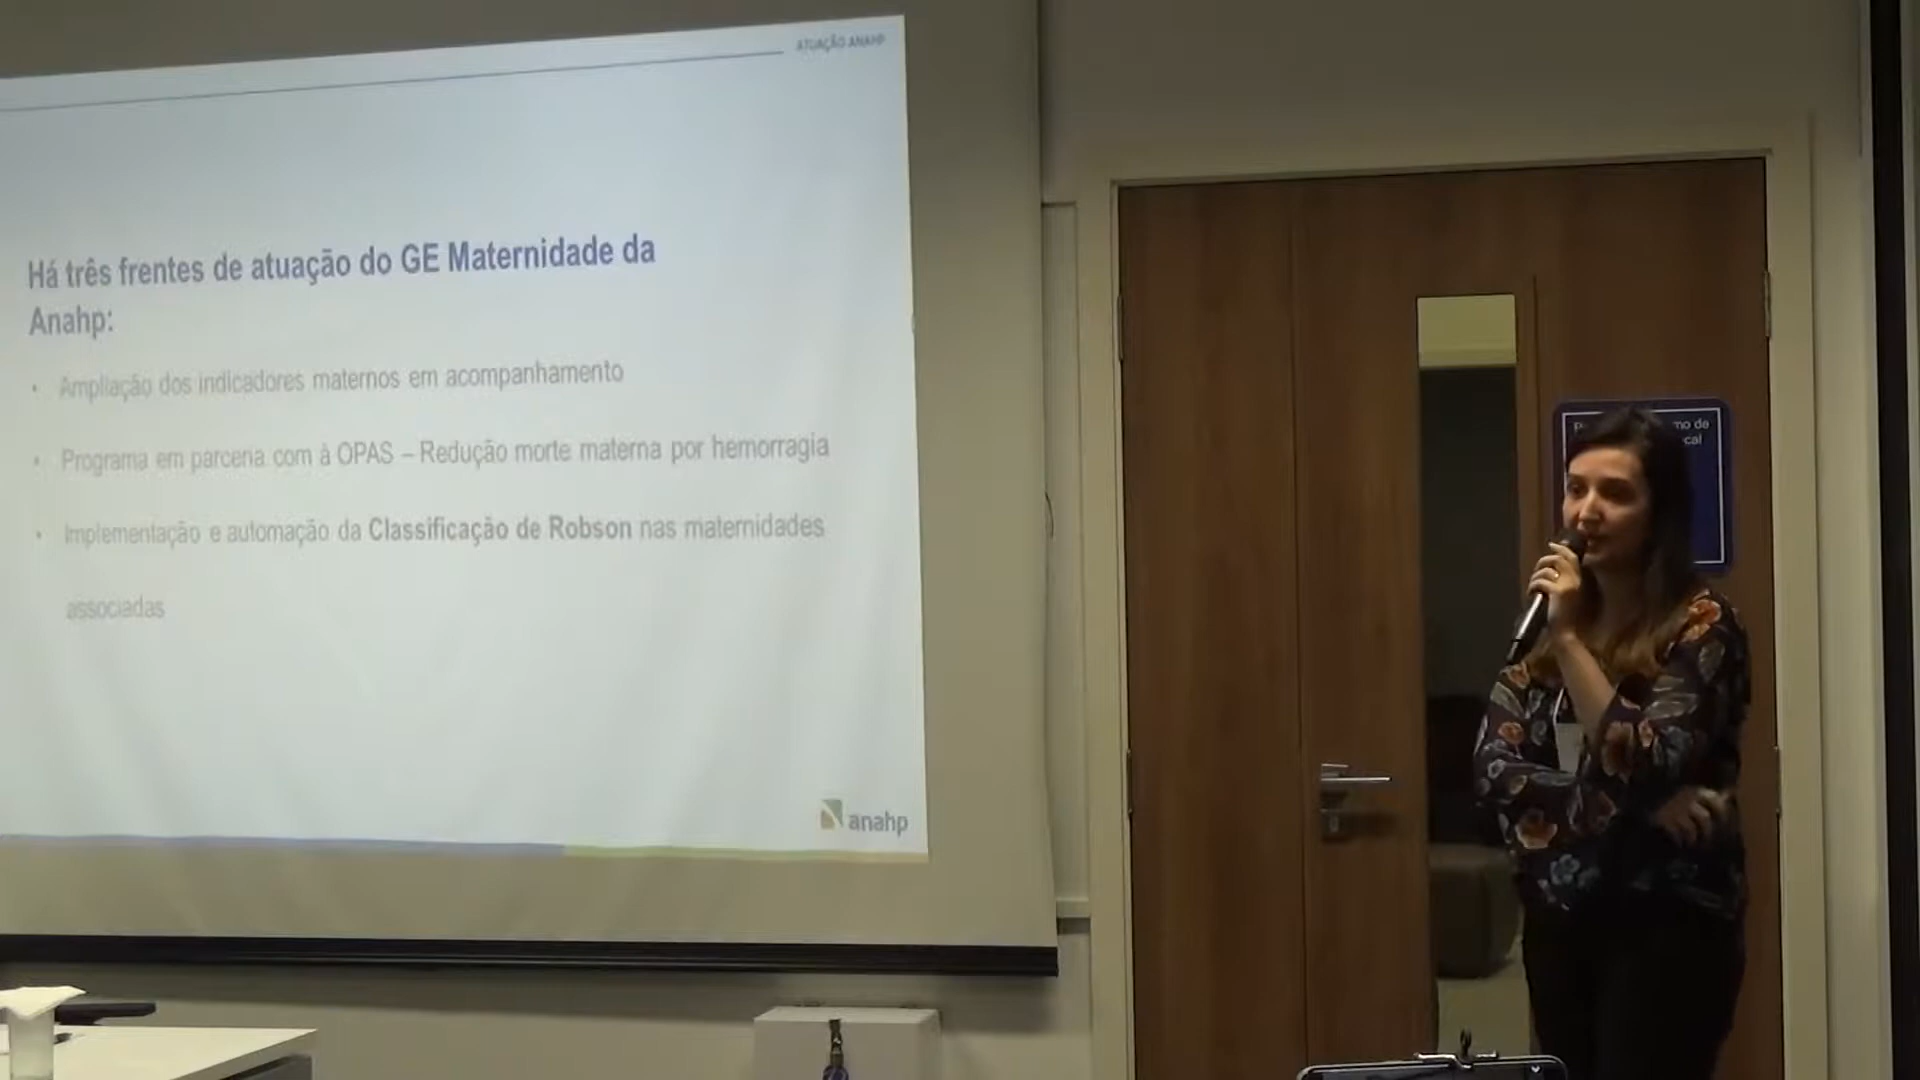 ATUAÇÃO ANAHP
Há três frentes de atuação do GE Maternidade da
Anahp:
• Ampliação dos indicadores maternos em acompanhamento
• Programa em parceria com à OPAS – Redução morte materna por hemorragia
• Implementação e automação da Classificação de Robson nas maternidades
associadas
anahp